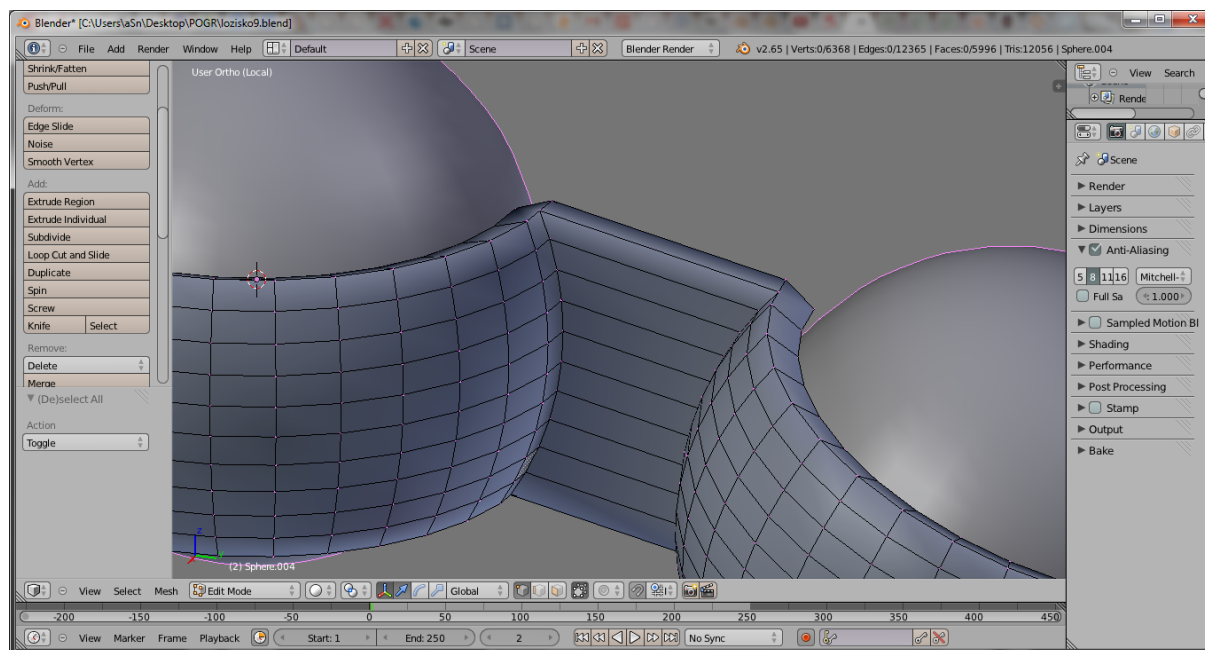 Blender* [C:\Users\aSn\Desktop\POGR\lozisko9.blend]
File Add Render Window Help Default Scene Blender Render v2.65 | Verts:0/6368 | Edges:0/12365 | Faces:0/5996 | Tris:12056 | Sphere.004
Shrink/Fatten
Push/Pull
Deform:
Edge Slide
Noise
Smooth Vertex
Add:
Extrude Region
Extrude Individual
Subdivide
Loop Cut and Slide
Duplicate
Spin
Screw
Knife Select
Remove:
Delete
Merge
(De)select All
Action
Toggle
User Ortho (Local)
z
(2) Sphere.004
View Search
Rende
Scene
Render
Layers
Dimensions
Anti-Aliasing
5 8 11 16 Mitchell-
Full Sa 1.000
Sampled Motion Bl
Shading
Performance
Post Processing
Stamp
Output
Bake
View Select Mesh Edit Mode Global
-200 -150 -100 -50 0 50 100 150 200 250 300 350 400 450
View Marker Frame Playback Start: 1 End: 250 2 No Sync